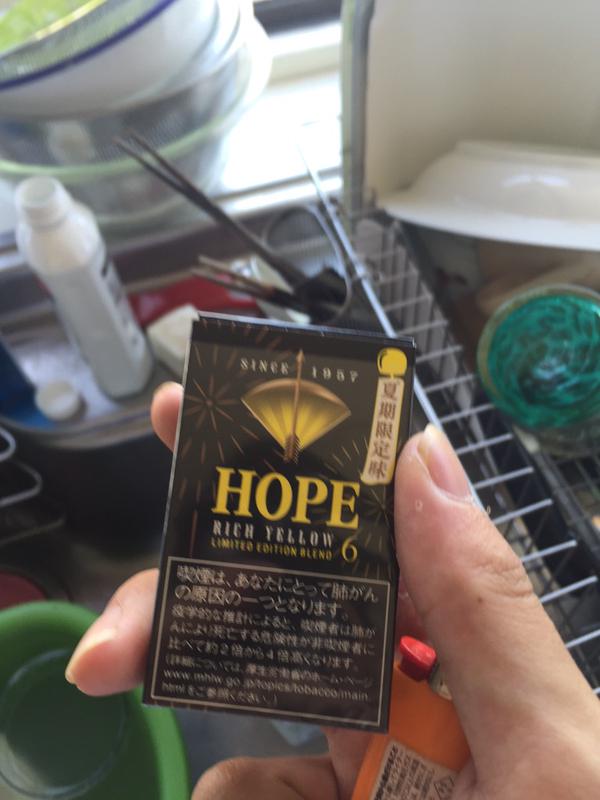 SINCE 1957
夏期限定味
HOPE
RICH YELLOW
LIMITED EDITION BLEND 6
喫煙は、あなたにとって肺がん
の原因の一つとなります。
疫学的な推計によると、喫煙者は肺が
んにより死亡する危険性が非喫煙者に
比べて約2倍から4倍高くなります。
(詳細については、厚生労働省のホーム・ページ
www.mhlw.go.jp/topics/tobacco/main.
htmlをご参照ください。)